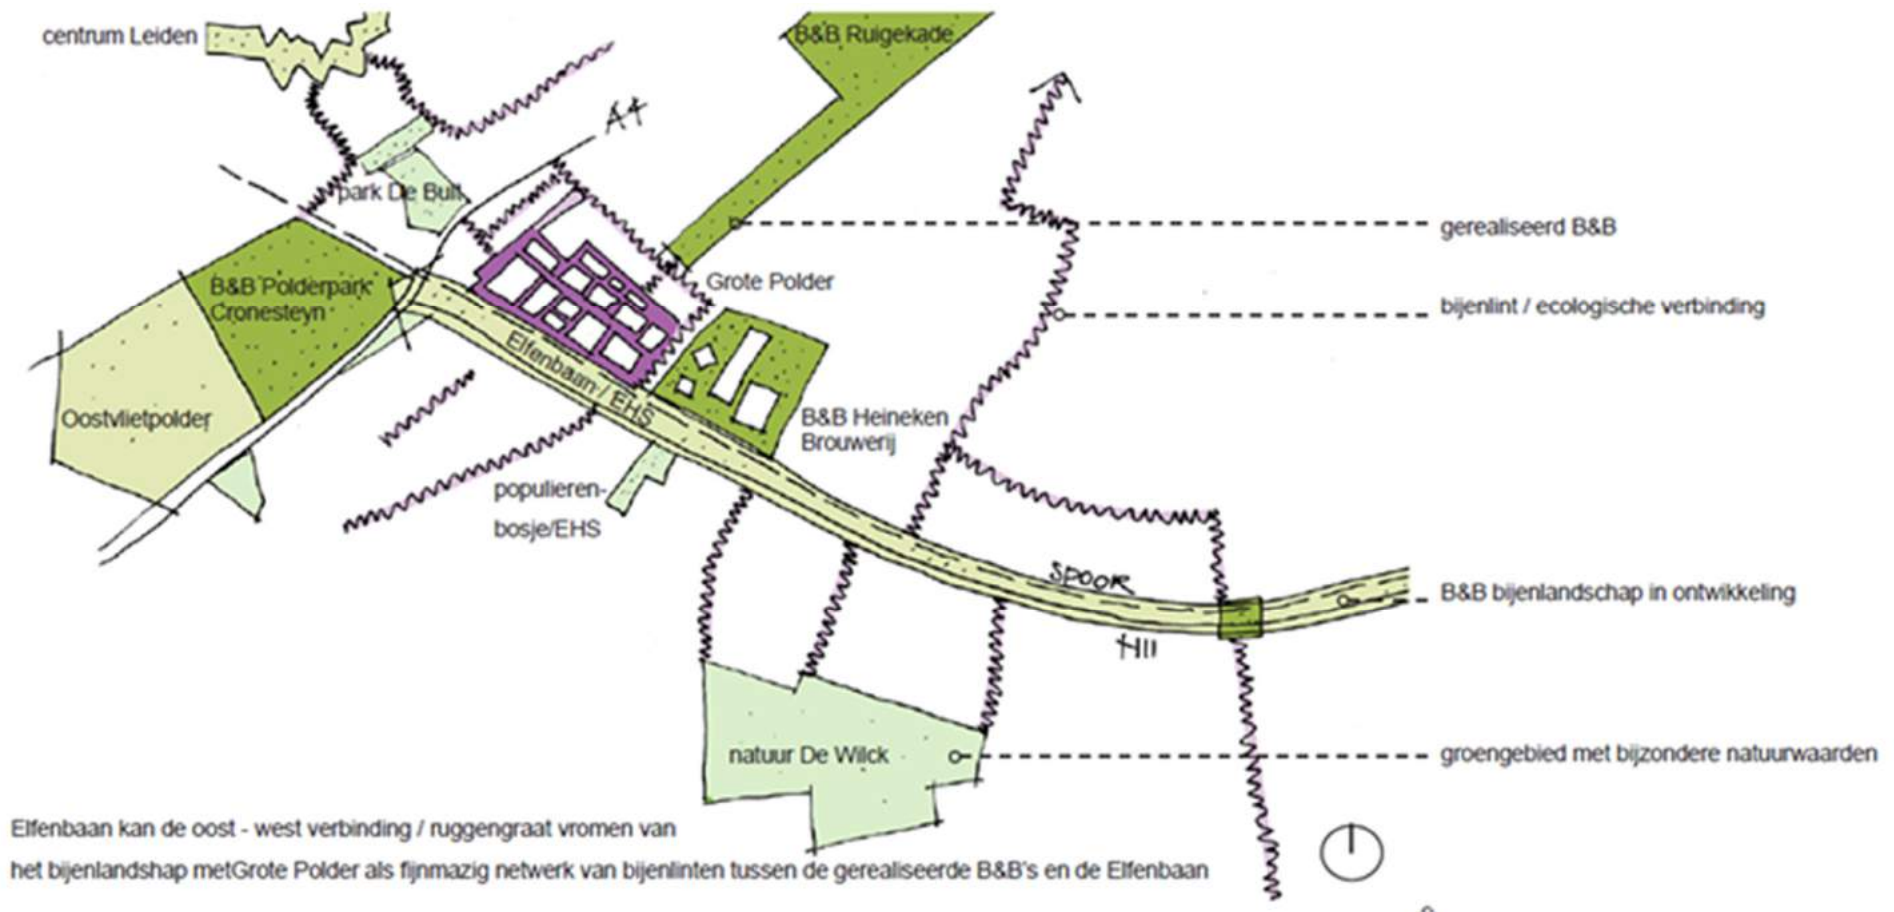 centrum Leiden
B&B Ruigekade
A4
park De Bult
gerealiseerd B&B
B&B Polderpark
Cronesteyn
Grote Polder
bijenlint / ecologische verbinding
Elfenbaan / EHS
Oostvlietpolder
B&B Heineken
Brouwerij
populieren-
bosje/EHS
SPOOR
B&B bijenlandschap in ontwikkeling
N11
natuur De Wilck
groengebied met bijzondere natuurwaarden
Elfenbaan kan de oost - west verbinding / ruggengraat vromen van
het bijenlandshap metGrote Polder als fijnmazig netwerk van bijenlinten tussen de gerealiseerde B&B's en de Elfenbaan